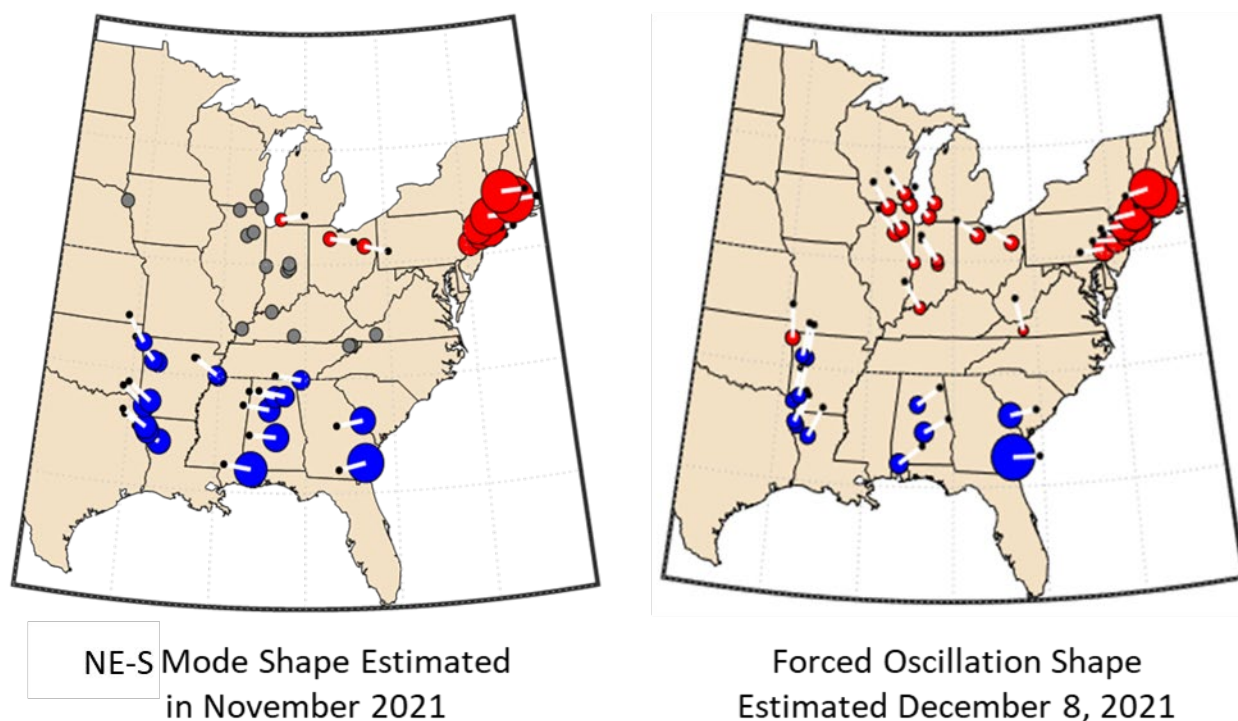 NE-S Mode Shape Estimated
in November 2021
Forced Oscillation Shape
Estimated December 8, 2021